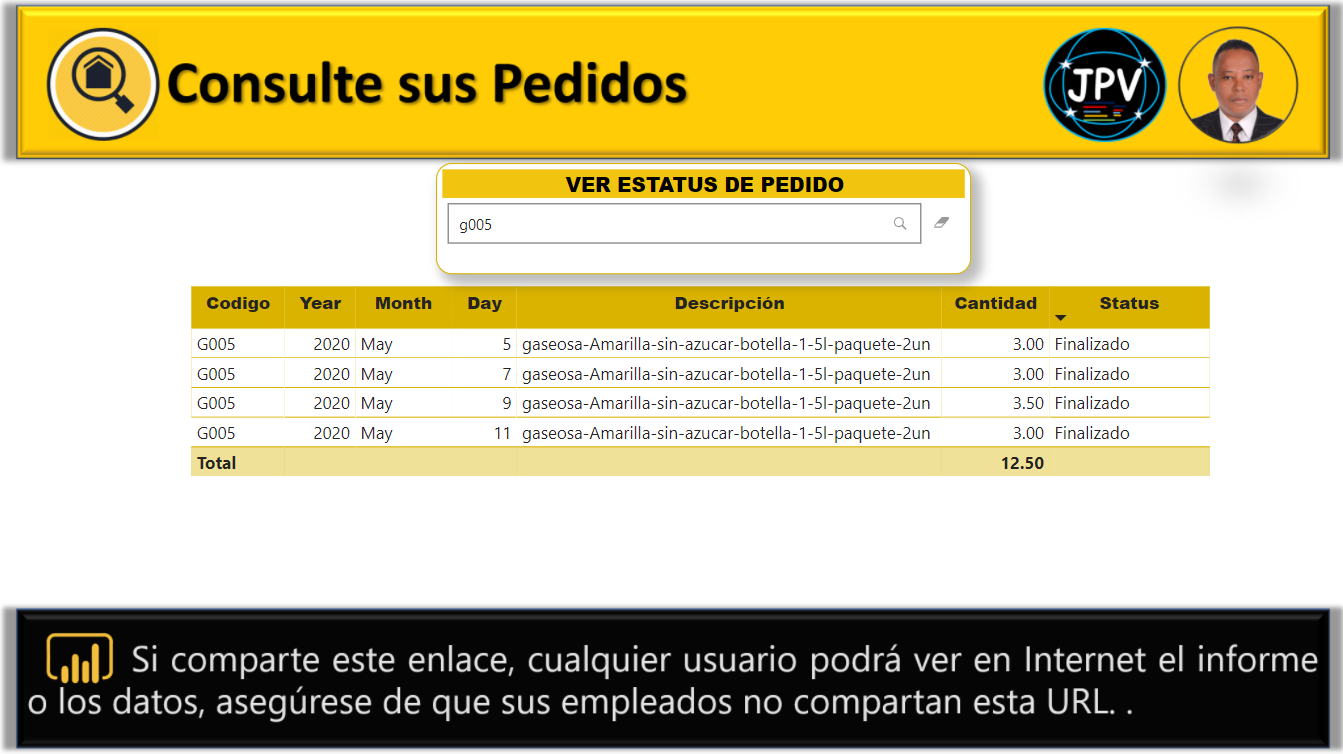 Consulte sus Pedidos
JPV
VER ESTATUS DE PEDIDO
g005
Codigo Year Month Day Descripción Cantidad Status
G005 2020 May 5 gaseosa-Amarilla-sin-azucar-botella-1-5l-paquete-2un 3.00 Finalizado
G005 2020 May 7 gaseosa-Amarilla-sin-azucar-botella-1-5l-paquete-2un 3.00 Finalizado
G005 2020 May 9 gaseosa-Amarilla-sin-azucar-botella-1-5l-paquete-2un 3.50 Finalizado
G005 2020 May 11 gaseosa-Amarilla-sin-azucar-botella-1-5l-paquete-2un 3.00 Finalizado
Total 12.50
Si comparte este enlace, cualquier usuario podrá ver en Internet el informe
o los datos, asegúrese de que sus empleados no compartan esta URL. .